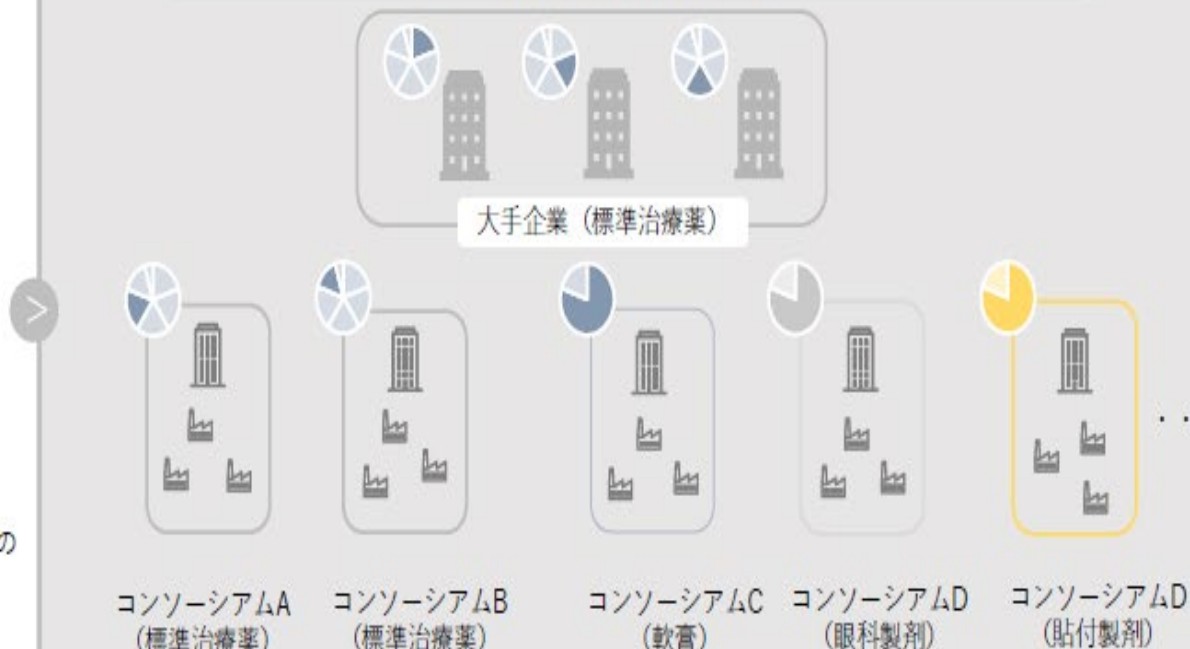 大手企業（標準治療薬）
>
の
コンソーシアムA
（標準治療薬）
コンソーシアムB
（標準治療薬）
コンソーシアムC
（軟膏）
コンソーシアムD
（眼科製剤）
コンソーシアムD
（貼付製剤）
・・